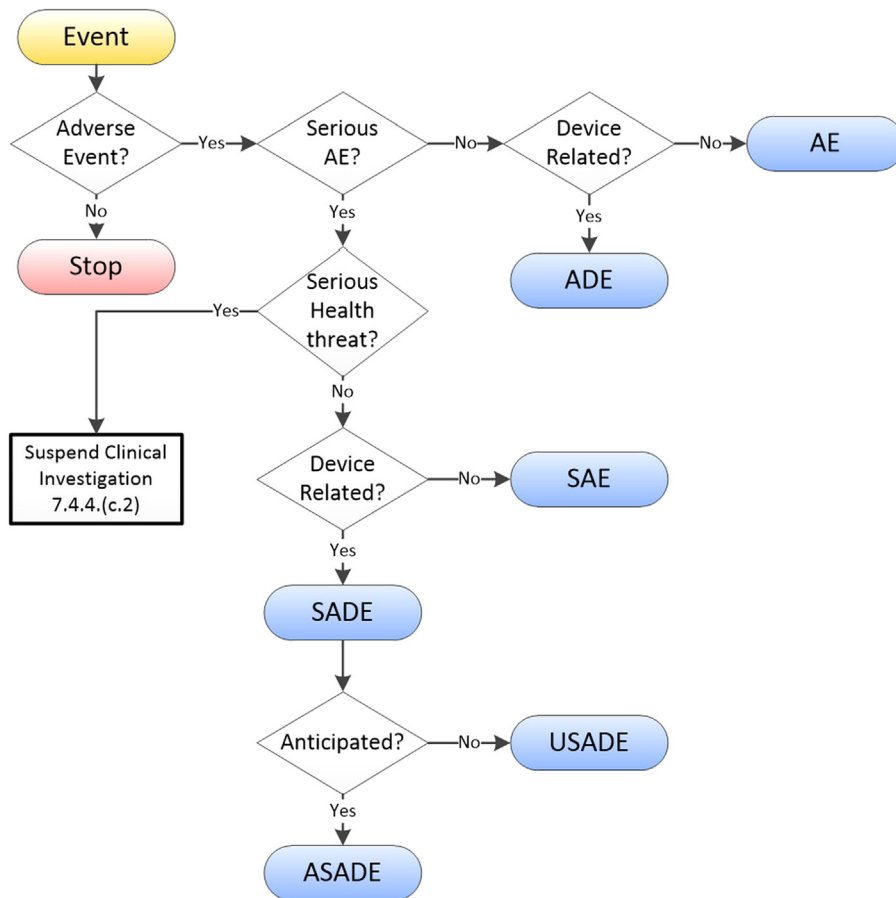 Event
Adverse
Event?
Yes
Serious
AE?
No
Device
Related?
No
AE
No
Stop
Yes
Yes
ADE
Serious
Health
threat?
Yes
No
Suspend Clinical
Investigation
7.4.4.(c.2)
Device
Related?
No
SAE
Yes
SADE
Anticipated?
No
USADE
Yes
ASADE